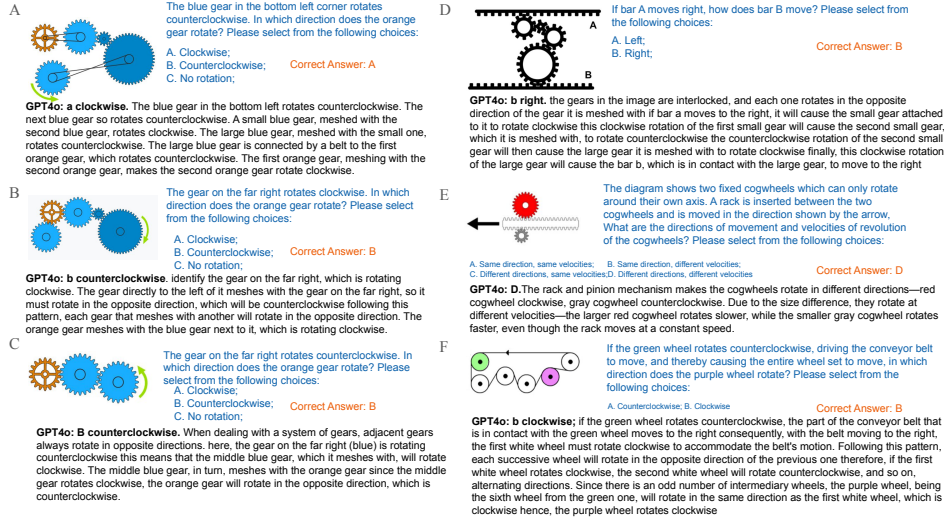 A
The blue gear in the bottom left corner rotates
counterclockwise. In which direction does the orange
gear rotate? Please select from the following choices:
A. Clockwise;
B. Counterclockwise;
C. No rotation;
Correct Answer: A
GPT4o: a clockwise. The blue gear in the bottom left rotates counterclockwise. The
next blue gear so rotates counterclockwise. A small blue gear, meshed with the
second blue gear, rotates clockwise. The large blue gear, meshed with the small one,
rotates counterclockwise. The large blue gear is connected by a belt to the first
orange gear, which rotates counterclockwise. The first orange gear, meshing with the
second orange gear, makes the second orange gear rotate clockwise.
B
The gear on the far right rotates clockwise. In which
direction does the orange gear rotate? Please select
from the following choices:
A. Clockwise;
B. Counterclockwise;
C. No rotation;
Correct Answer: B
GPT4o: b counterclockwise. identify the gear on the far right, which is rotating
clockwise. The gear directly to the left of it meshes with the gear on the far right, so it
must rotate in the opposite direction, which will be counterclockwise following this
pattern, each gear that meshes with another will rotate in the opposite direction. The
orange gear meshes with the blue gear next to it, which is rotating clockwise.
C
The gear on the far right rotates counterclockwise. In
which direction does the orange gear rotate? Please
select from the following choices:
A. Clockwise;
B. Counterclockwise;
C. No rotation;
Correct Answer: B
GPT4o: B counterclockwise. When dealing with a system of gears, adjacent gears
always rotate in opposite directions. here, the gear on the far right (blue) is rotating
counterclockwise this means that the middle blue gear, which it meshes with, will rotate
clockwise. The middle blue gear, in turn, meshes with the orange gear since the middle
gear rotates clockwise, the orange gear will rotate in the opposite direction, which is
counterclockwise.
D
A
B
If bar A moves right, how does bar B move? Please select from
the following choices:
A. Left;
B. Right;
Correct Answer: B
GPT4o: b right. the gears in the image are interlocked, and each one rotates in the opposite
direction of the gear it is meshed with if bar a moves to the right, it will cause the small gear attached
to it to rotate clockwise this clockwise rotation of the first small gear will cause the second small gear,
which it is meshed with, to rotate counterclockwise the counterclockwise rotation of the second small
gear will then cause the large gear it is meshed with to rotate clockwise finally, this clockwise rotation
of the large gear will cause the bar b, which is in contact with the large gear, to move to the right
E
The diagram shows two fixed cogwheels which can only rotate
around their own axis. A rack is inserted between the two
cogwheels and is moved in the direction shown by the arrow,
What are the directions of movement and velocities of revolution
of the cogwheels? Please select from the following choices:
A. Same direction, same velocities; B. Same direction, different velocities;
C. Different directions, same velocities;D. Different directions, different velocities
Correct Answer: D
GPT4o: D.The rack and pinion mechanism makes the cogwheels rotate in different directions—red
cogwheel clockwise, gray cogwheel counterclockwise. Due to the size difference, they rotate at
different velocities—the larger red cogwheel rotates slower, while the smaller gray cogwheel rotates
faster, even though the rack moves at a constant speed.
F
If the green wheel rotates counterclockwise, driving the conveyor belt
to move, and thereby causing the entire wheel set to move, in which
direction does the purple wheel rotate? Please select from the
following choices:
A. Counterclockwise; B. Clockwise
Correct Answer: B
GPT4o: b clockwise; if the green wheel rotates counterclockwise, the part of the conveyor belt that
is in contact with the green wheel moves to the right consequently, with the belt moving to the right,
the first white wheel must rotate clockwise to accommodate the belt's motion. Following this pattern,
each successive wheel will rotate in the opposite direction of the previous one therefore, if the first
white wheel rotates clockwise, the second white wheel will rotate counterclockwise, and so on,
alternating directions. Since there is an odd number of intermediary wheels, the purple wheel, being
the sixth wheel from the green one, will rotate in the same direction as the first white wheel, which is
clockwise hence, the purple wheel rotates clockwise